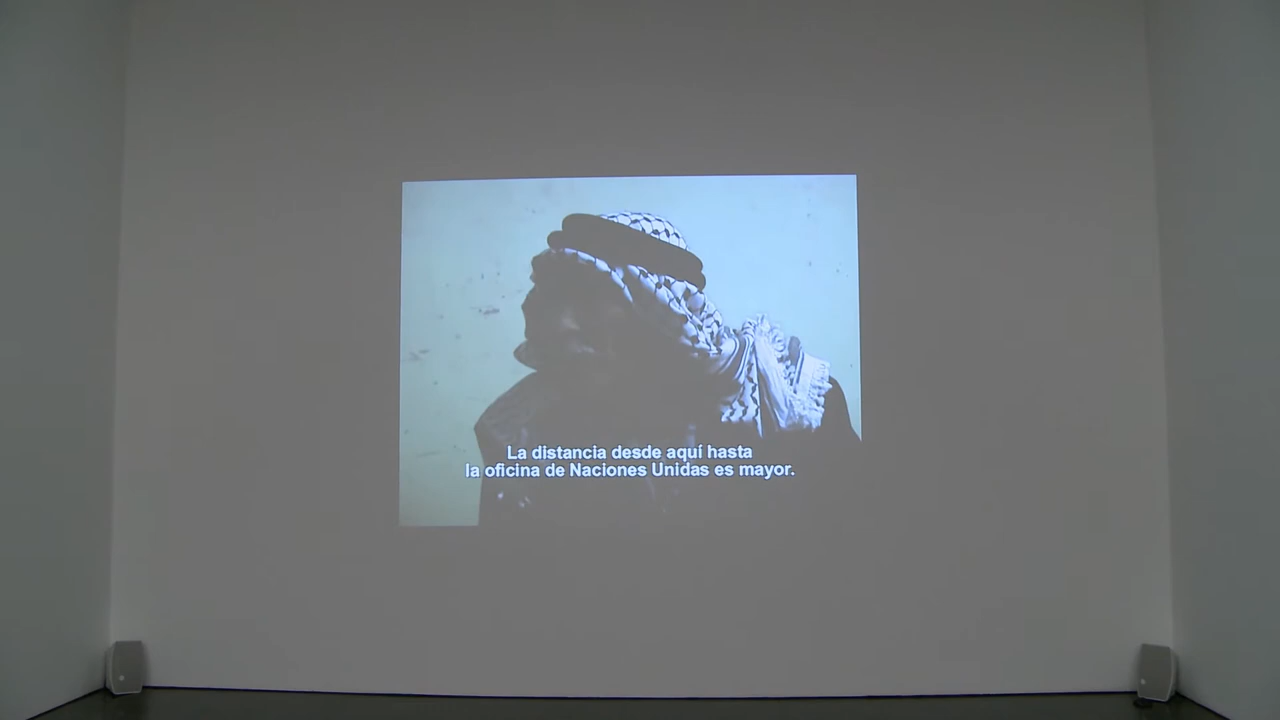 La distancia desde aquí hasta
la oficina de Naciones Unidas es mayor.